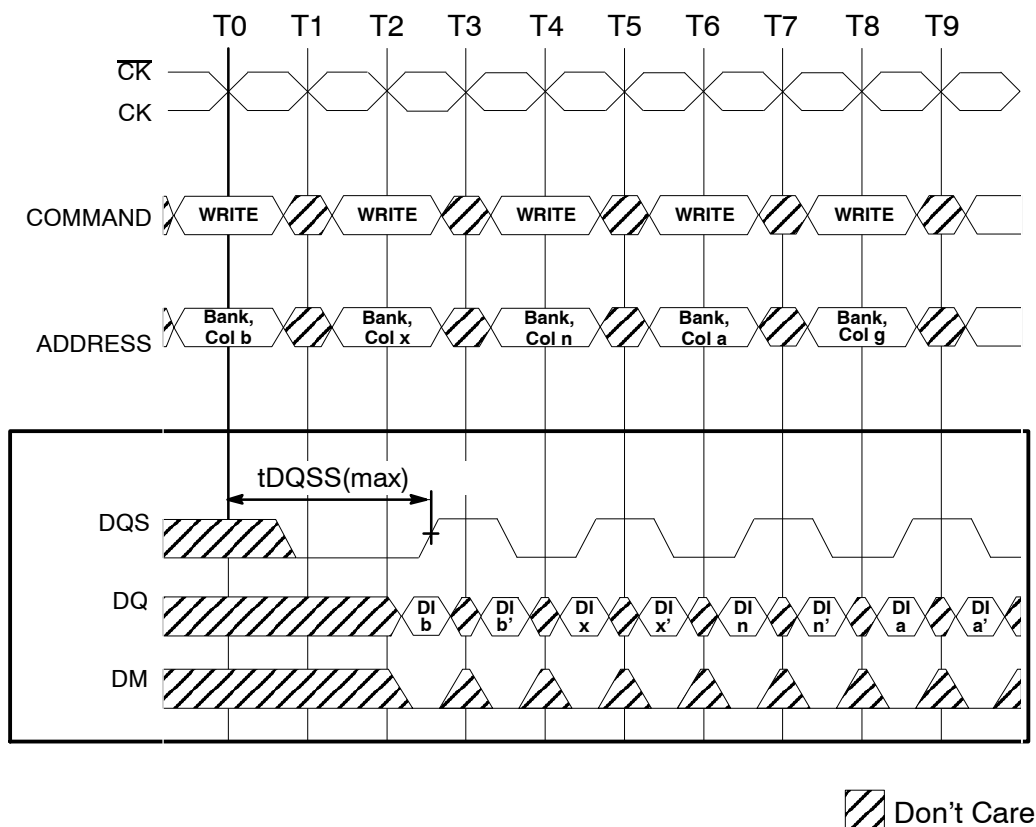 T0 T1 T2 T3 T4 T5 T6 T7 T8 T9
CK
CK
COMMAND WRITE WRITE WRITE WRITE WRITE
ADDRESS Bank, Col b Bank, Col x Bank, Col n Bank, Col a Bank, Col g
tDQSS(max)
DQS
DQ DI b DI b’ DI x DI x’ DI n DI n’ DI a DI a’
DM
Don't Care